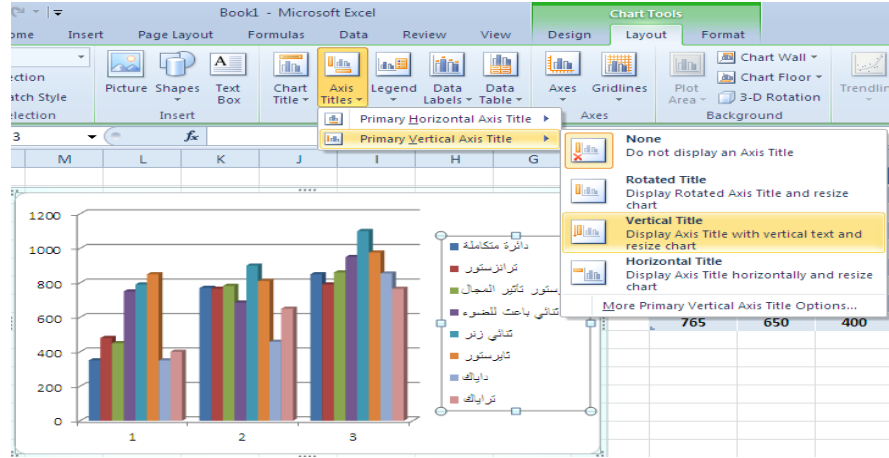 Book1 - Microsoft Excel
Chart Tools
ome Insert Page Layout Formulas Data Review View Design Layout Format
ection
atch Style
election
Picture
Shapes
Text Box
Insert
Chart Title
Axis Titles
Legend
Data Labels
Data Table
Axes
Gridlines
Axes
Plot Area
Chart Wall
Chart Floor
3-D Rotation
Background
Trendlin
Primary Horizontal Axis Title
Primary Vertical Axis Title
None
Do not display an Axis Title
Rotated Title
Display Rotated Axis Title and resize
chart
Vertical Title
Display Axis Title with vertical text and
resize chart
Horizontal Title
Display Axis Title horizontally and resize
chart
More Primary Vertical Axis Title Options...
3 fx
M L K J I H G
1200
1000
800
600
400
200
0
1 2 3
دائرة متكاملة
ترانزستور
ستور تاثير المجال
ثنائي باعث للضوء
ثنائي زنر
ثايرستور
داياك
ترياك
765 650 400